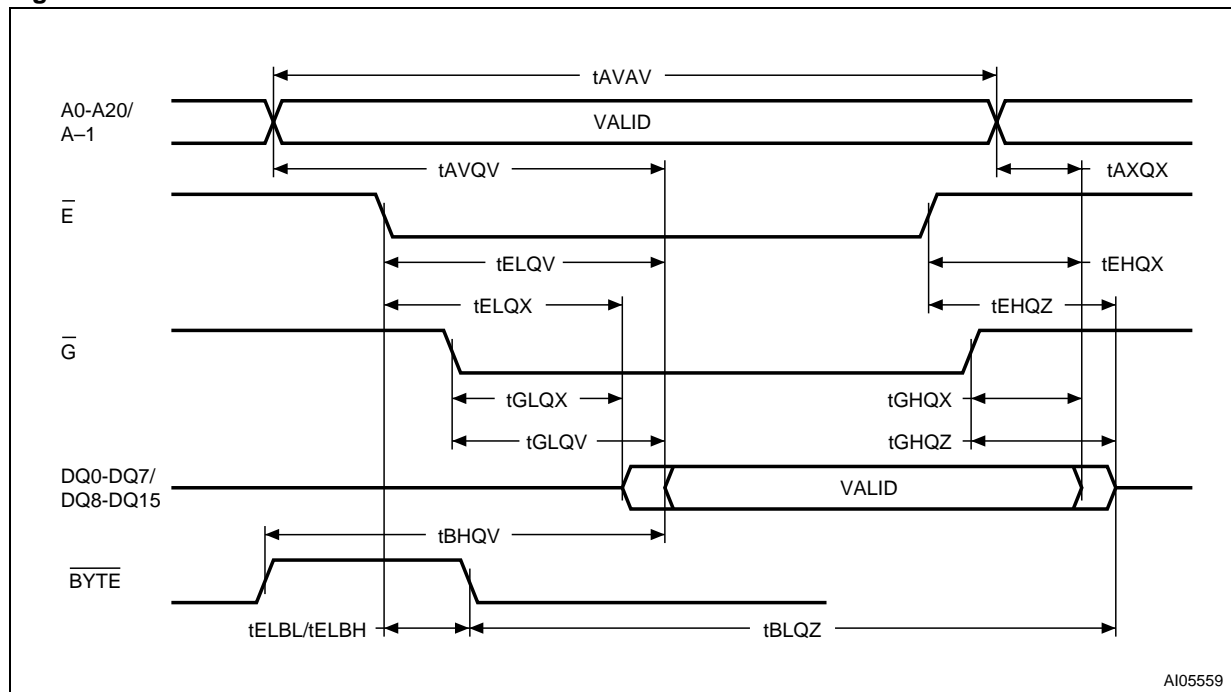 tAVAV
A0-A20/
A–1
VALID
tAVQV
tAXQX
E
tELQV
tEHQX
tELQX
tEHQZ
G
tGLQX
tGHQX
tGLQV
tGHQZ
DQ0-DQ7/
DQ8-DQ15
VALID
tBHQV
BYTE
tELBL/tELBH
tBLQZ
AI05559